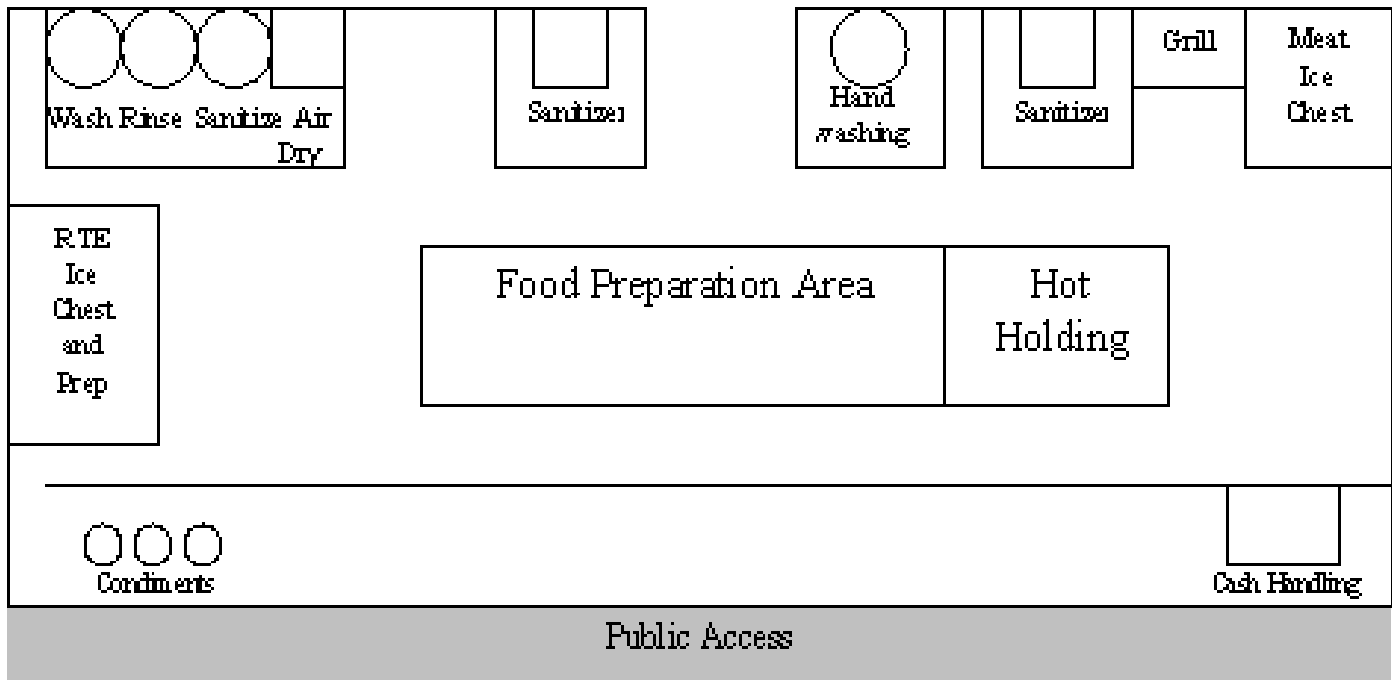 Wash Rinse Sanitize Air
Dry
Sanitizer
Hand
washing
Sanitizer
Grill
Meat
Ice
Chest
RTE
Ice
Chest
and
Prep
Food Preparation Area
Hot
Holding
Condiments
Cash Handling
Public Access